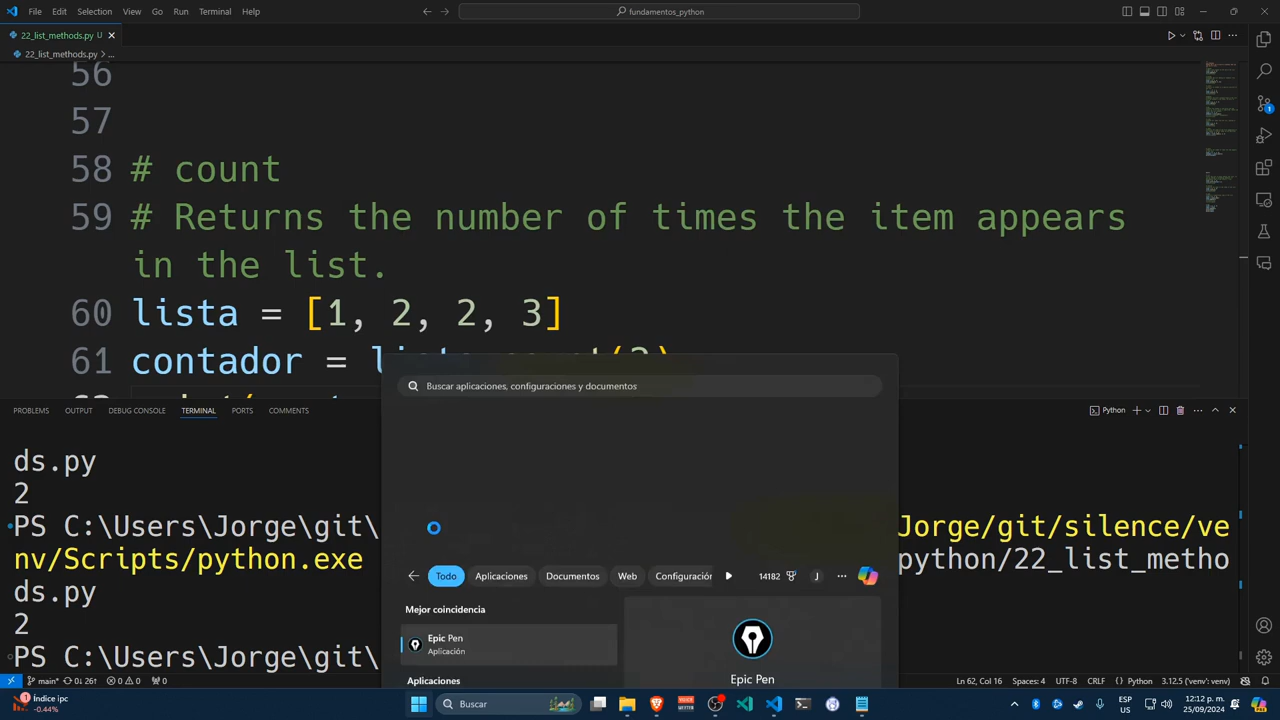 File Edit Selection View Go Run Terminal Help
fundamentos_python
22_list_methods.py U
22_list_methods.py > ...
56
57
58 # count
59 # Returns the number of times the item appears
in the list.
60 lista = [1, 2, 2, 3]
61 contador =
Buscar aplicaciones, configuraciones y documentos
PROBLEMS OUTPUT DEBUG CONSOLE TERMINAL PORTS COMMENTS
Python
ds.py
2
PS C:\Users\Jorge\git\ Jorge/git/silence/ve
nv/Scripts/python.exe python/22_list_metho
ds.py
2
PS C:\Users\Jorge\git\
Todo Aplicaciones Documentos Web Configuración 14182 J ...
Mejor coincidencia
Epic Pen
Aplicación
Aplicaciones
Epic Pen
main* 0↓ 26↑ 0 0 0 Ln 62, Col 16 Spaces: 4 UTF-8 CRLF Python 3.12.5 ('venv': venv)
1 Índice ipc
-0.44%
Buscar
ESP
US
12:12 p. m.
25/09/2024